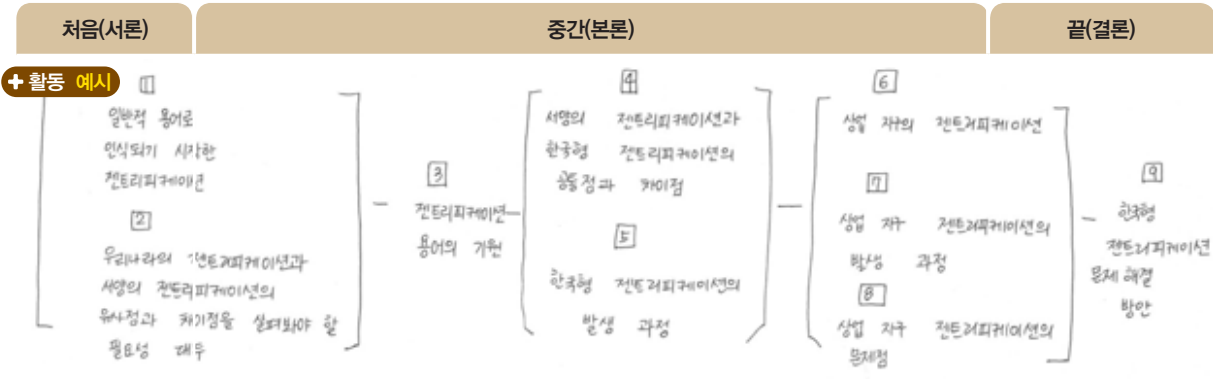 처음(서론)
중간(본론)
끝(결론)
+ 활동 예시
1
일반적 용어로
인식되기 시작한
젠트리피케이션
2
우리나라의 젠트리피케이션과
서양의 젠트리피케이션의
유사점과 차이점을 살펴봐야 할
필요성 대두
3
젠트리피케이션
용어의 기원
4
서양의 젠트리피케이션과
한국형 젠트리피케이션의
공통점과 차이점
5
한국형 젠트리피케이션의
발생 과정
6
상업 지구의 젠트리피케이션
7
상업 지구 젠트리피케이션의
발생 과정
8
상업 지구 젠트리피케이션의
문제점
9
한국형
젠트리피케이션
문제 해결
방안